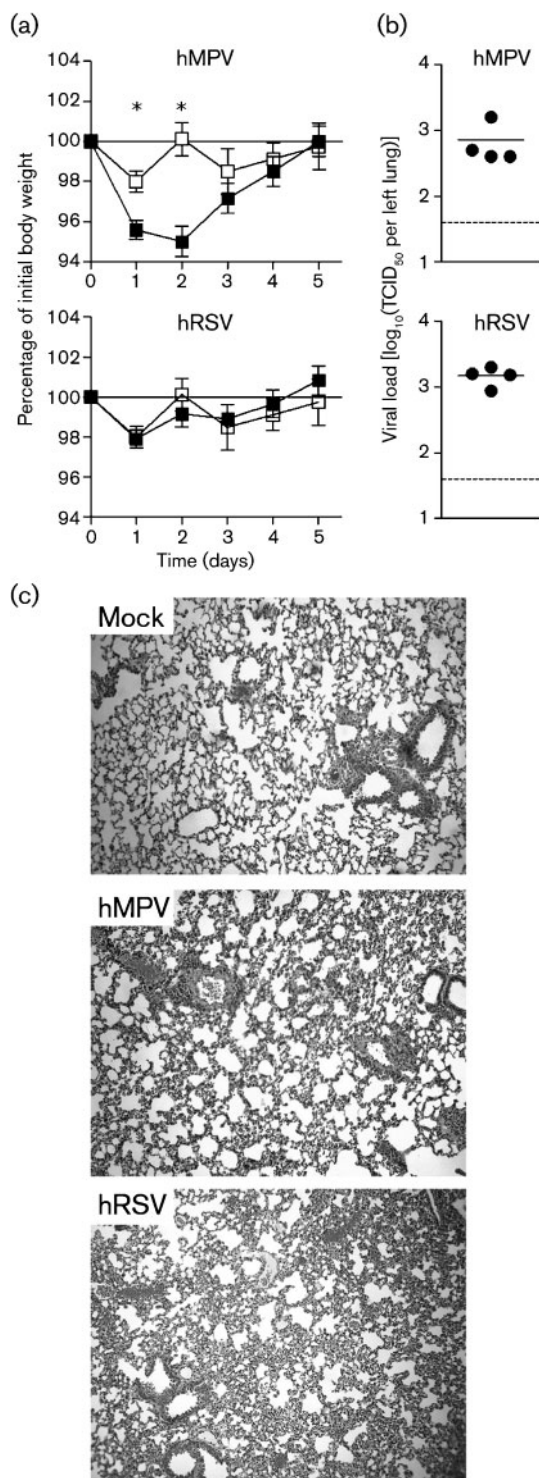 (a)
hMPV
104
102
100
98
96
94
* *
0 1 2 3 4 5
hRSV
104
102
100
98
96
94
0 1 2 3 4 5
Time (days)
Percentage of initial body weight
(b)
hMPV
4
3
2
1
hRSV
4
3
2
1
Viral load [log₁₀(TCID₅₀ per left lung)]
(c)
Mock
hMPV
hRSV